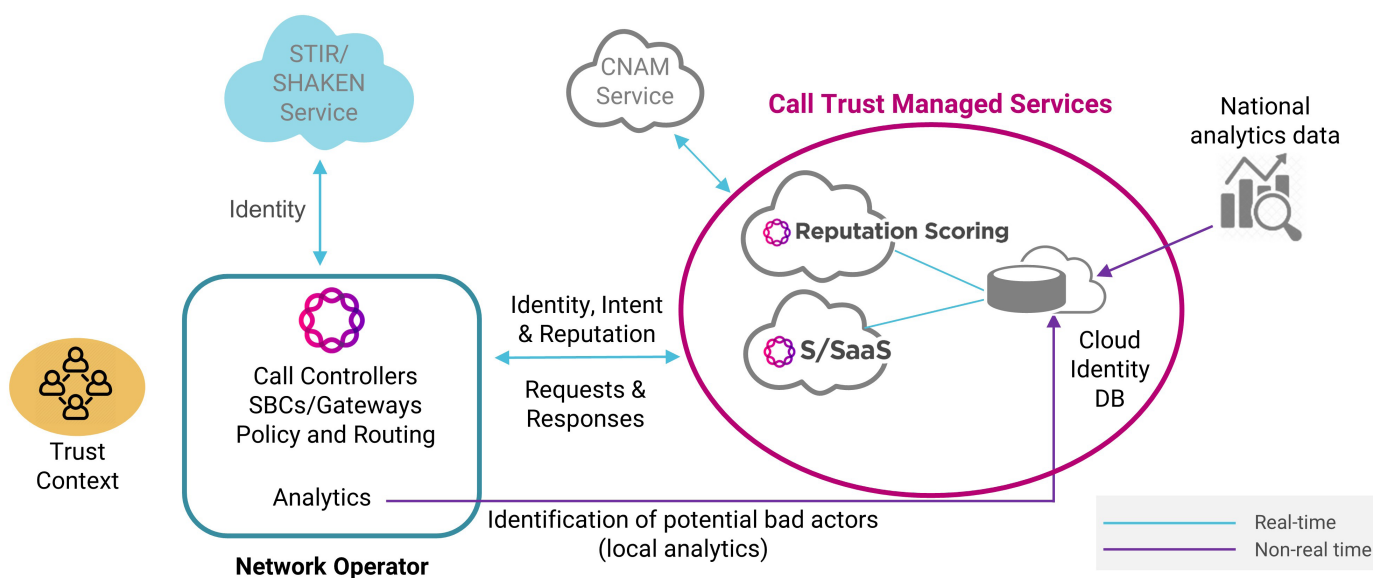 STIR/
SHAKEN
Service
CNAM
Service
Call Trust Managed Services
National
analytics data
Identity
Reputation Scoring
Identity, Intent
& Reputation
S/SaaS
Cloud
Identity
DB
Call Controllers
SBCs/Gateways
Policy and Routing
Requests &
Responses
Trust
Context
Analytics
Identification of potential bad actors
(local analytics)
Network Operator
Real-time
Non-real time